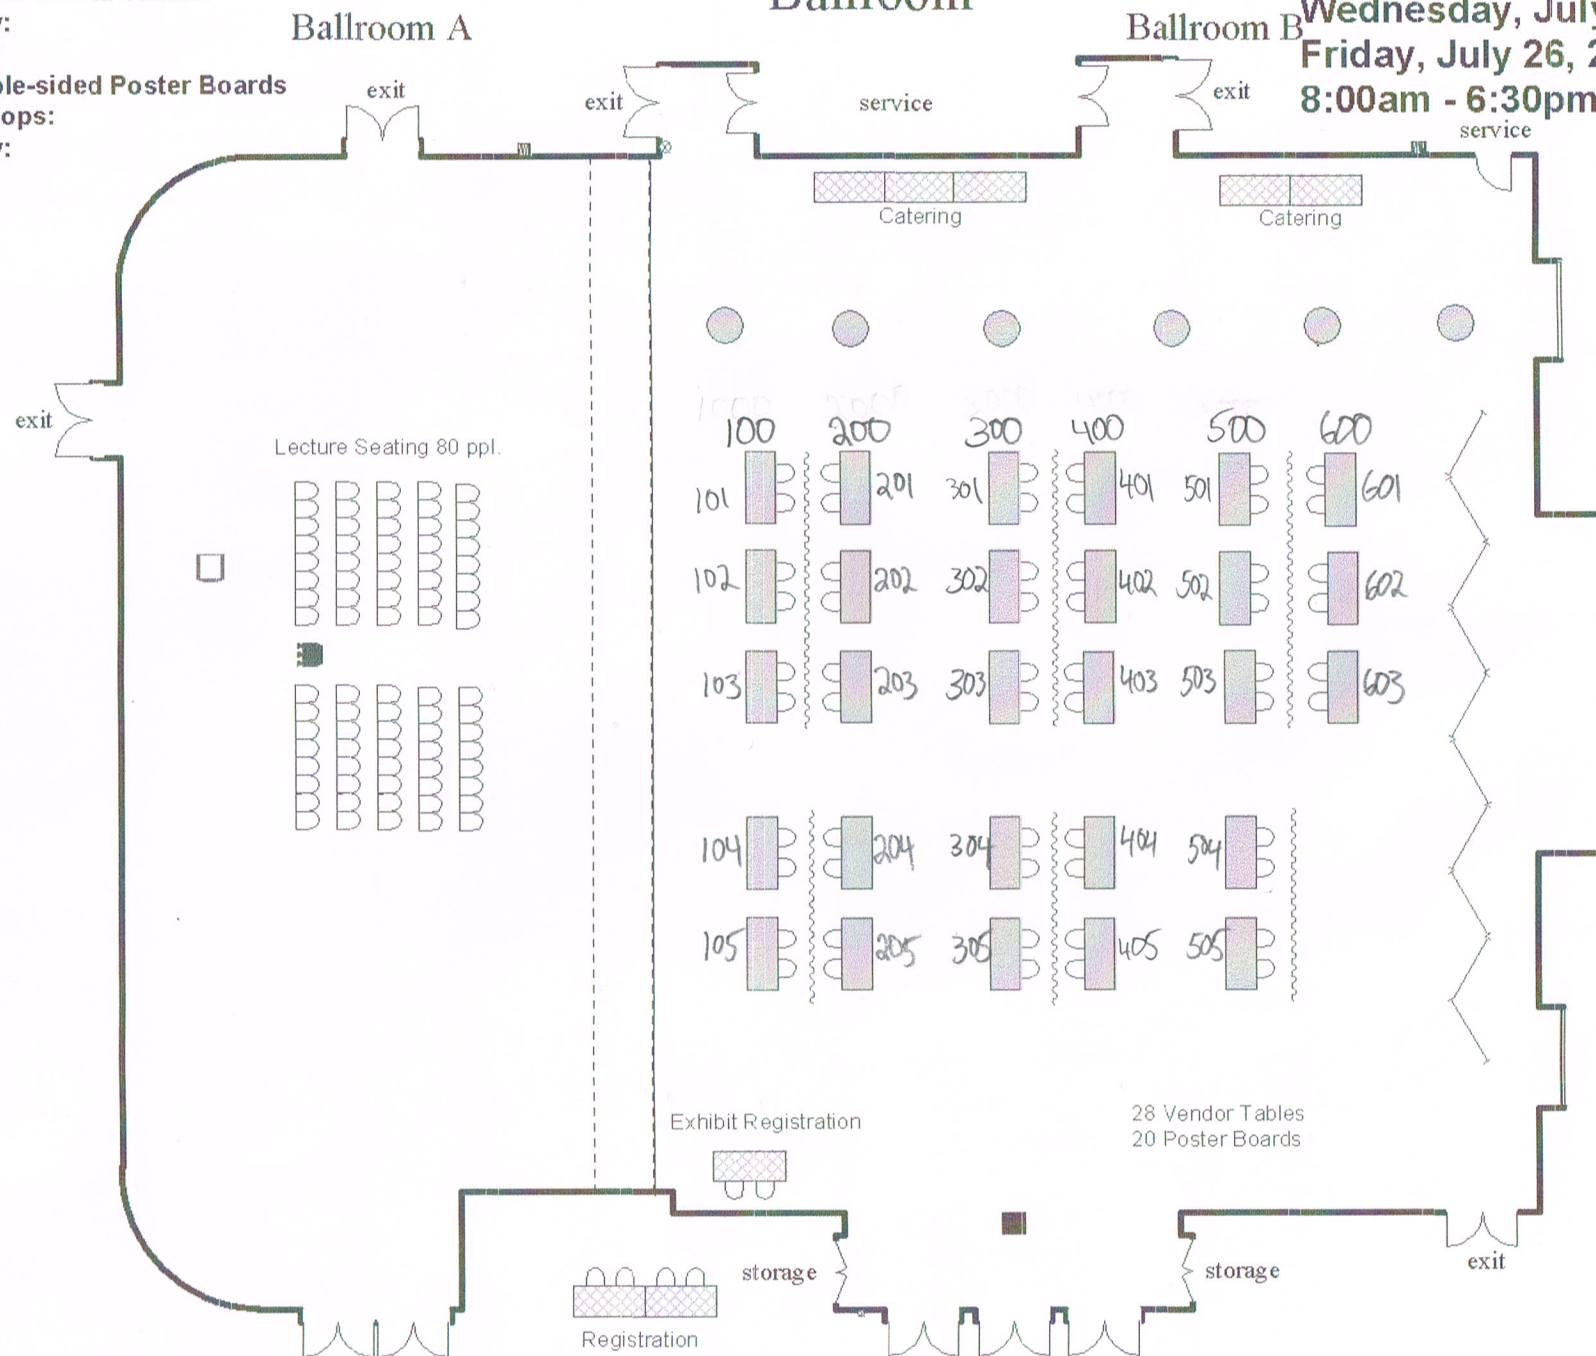 Ballroom
Wednesday, July
Friday, July 26, 2
8:00am - 6:30pm
Ballroom A
Ballroom B
ole-sided Poster Boards
ops:
exit
exit
service
exit
service
Catering
Catering
exit
Lecture Seating 80 ppl.
100 200 300 400 500 600
101 201 301 401 501 601
102 202 302 402 502 602
103 203 303 403 503 603
104 204 304 404 504
105 205 305 405 505
Exhibit Registration
28 Vendor Tables
20 Poster Boards
storage
storage
exit
Registration